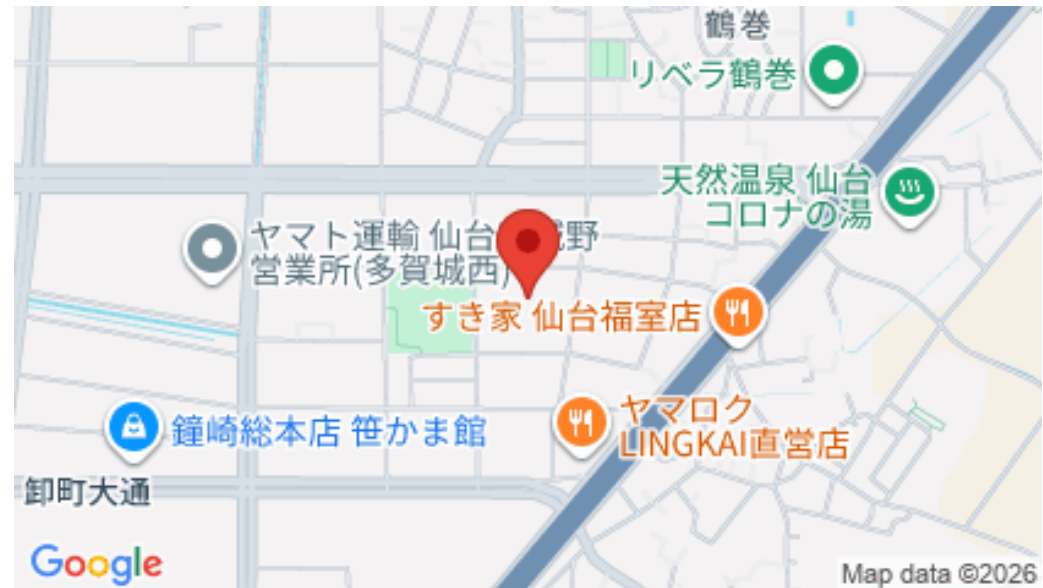 鶴巻
リベラ鶴巻
天然温泉 仙台
コロナの湯
ヤマト運輸 仙台 野
営業所(多賀城西)
すき家 仙台福室店
ヤマロク
LINGKAI直営店
鐘崎総本店 笹かま館
卸町大通
Google
Map data ©2026